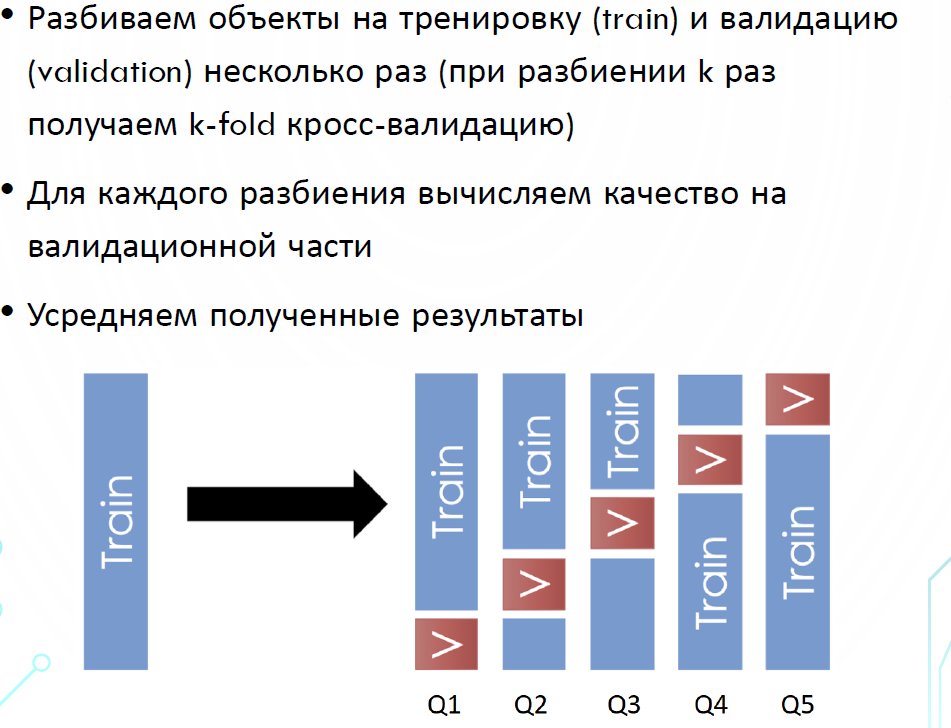 • Разбиваем объекты на тренировку (train) и валидацию
(validation) несколько раз (при разбиении k раз
получаем k-fold кросс-валидацию)
• Для каждого разбиения вычисляем качество на
валидационной части
• Усредняем полученные результаты
Train
Train
V
Train
V
Train
V
V
Train
V
Train
Q1 Q2 Q3 Q4 Q5